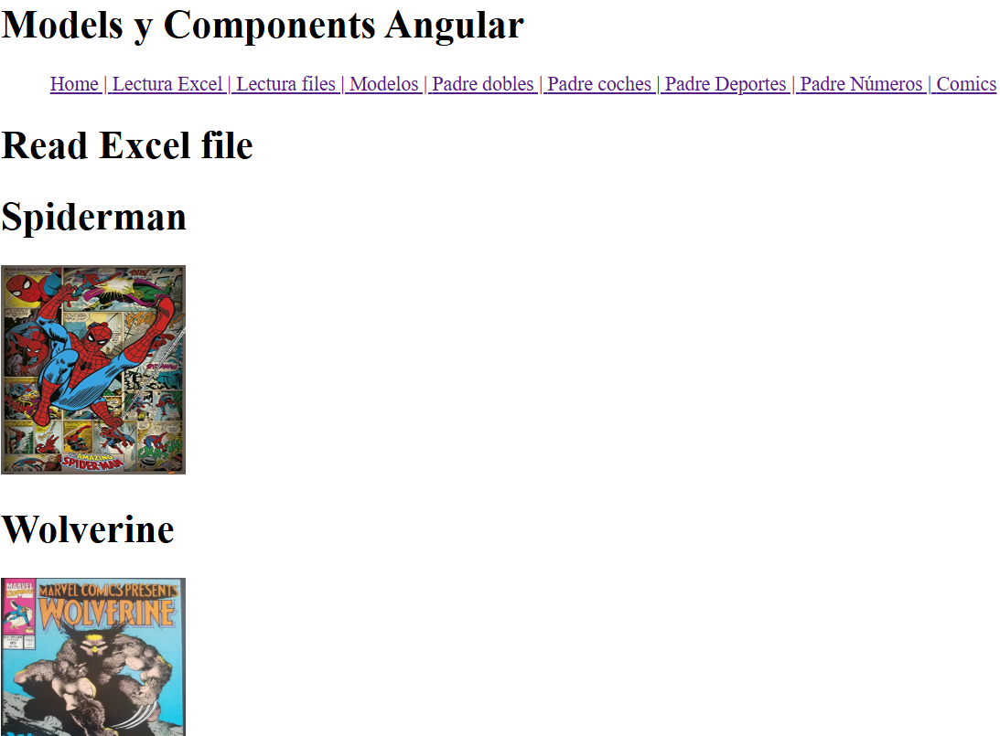 Models y Components Angular
Home | Lectura Excel | Lectura files | Modelos | Padre dobles | Padre coches | Padre Deportes | Padre Números | Comics
Read Excel file
Spiderman
AMAZING
SPIDER-MAN
Wolverine
MARVEL
MARVEL COMICS PRESENTS
WOLVERINE